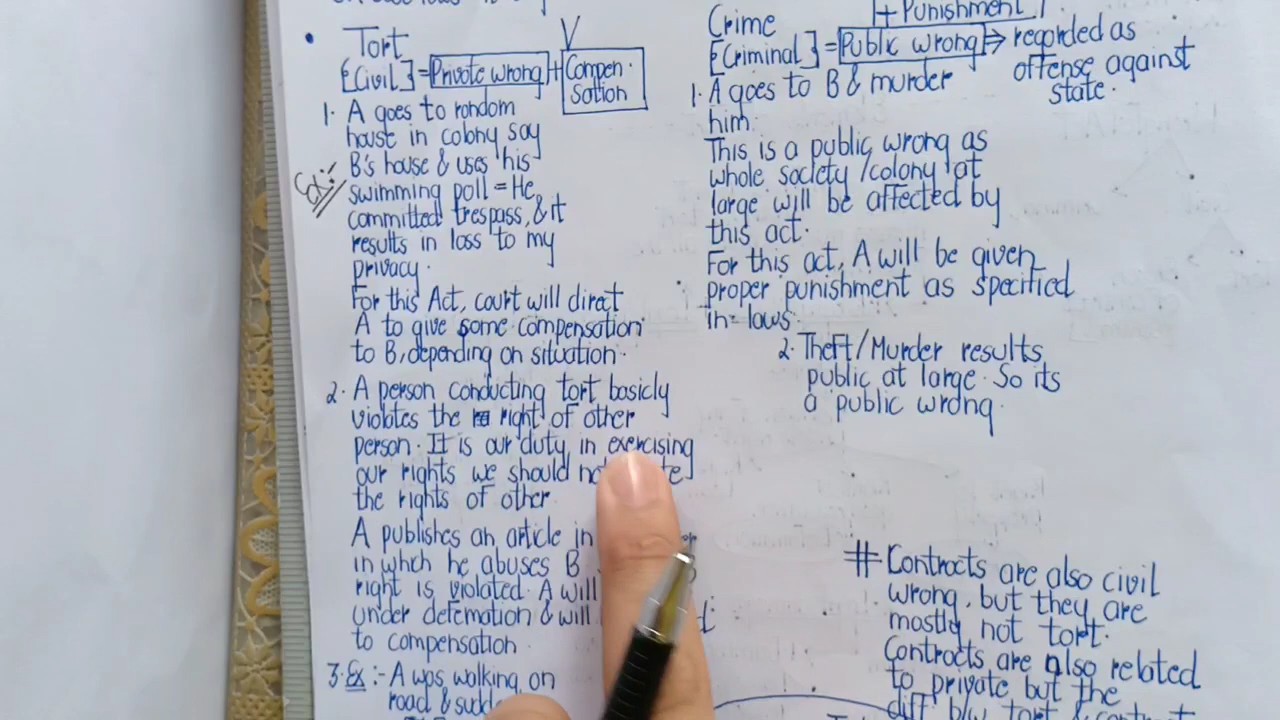 Tort
[Civil] = Private wrong + Compen-
sation
1. A goes to random
house in colony say
B's house & uses his
swimming poll = He
committed trespass, & it
results in loss to my
privacy.
Ex:-
For this Act, court will direct
A to give some compensation
to B, depending on situation.
2. A person conducting tort basicly
violates the right of other
person. It is our duty in exercising
our rights we should
the rights of other
A publishes an article in
in whch he abuses B
right is violated. A will
under defemation & will
to compensation.
3. Ex:- A was walking on
road &
+ Punishment
Crime
[Criminal] = Public wrong → regarded as
offense against
state.
1. A goes to B & murder
him.
This is a public wrong as
whole society / colony at
large will be affected by
this act.
For this act, A will be given
proper punishment as specified
in laws.
2. Theft/Murder results
public at large. So its
a public wrong.
# Contracts are also civil
wrong, but they are
mostly not tort.
Contracts are also related
to private but the
diff b/w tort & contract